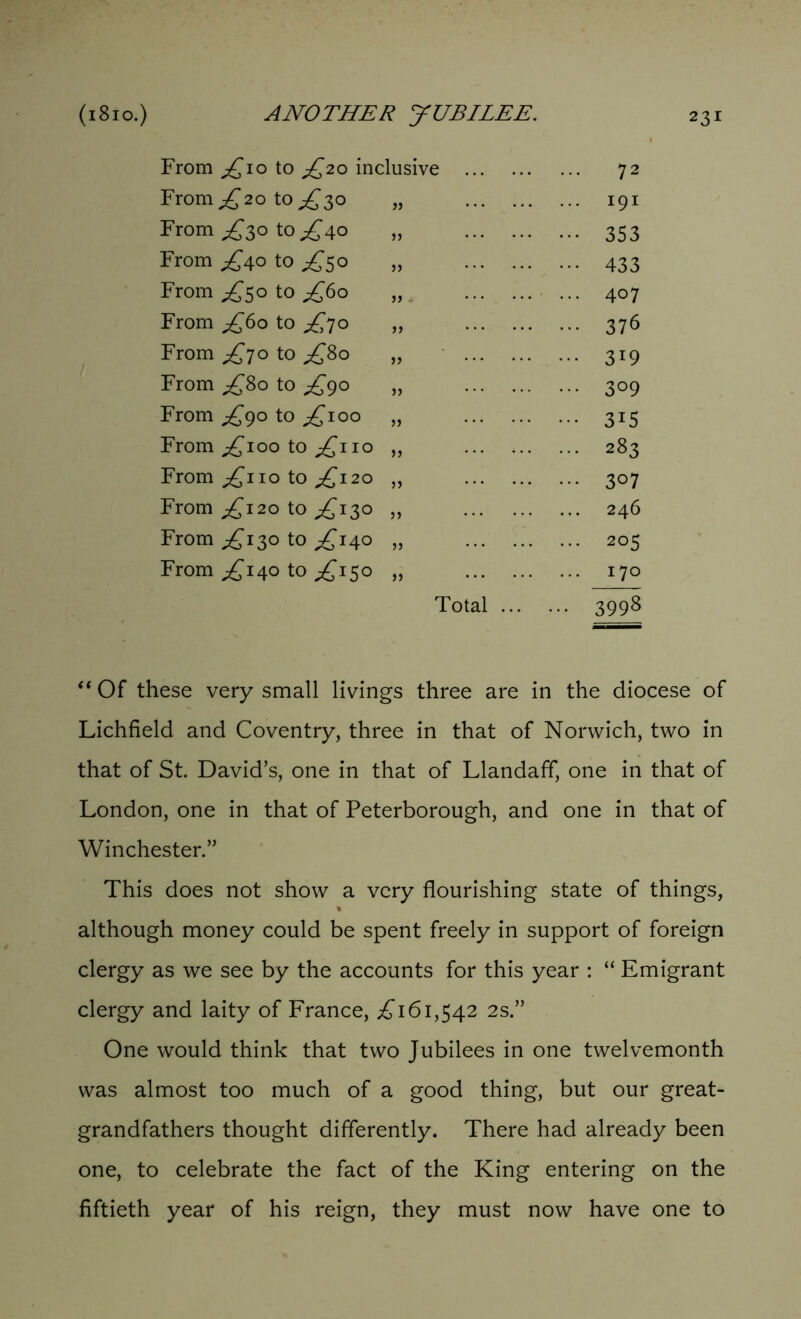 (1810.) ANOTHER JUBILEE. 231
From £10 to £20 inclusive ... ... ... 72
From £20 to £30 „ ... ... ... 191
From £30 to £40 „ ... ... ... 353
From £40 to £50 „ ... ... ... 433
From £50 to £60 „ ... ... ... 407
From £60 to £70 „ ... ... ... 376
From £70 to £80 „ ... ... ... 319
From £80 to £90 „ ... ... ... 309
From £90 to £100 „ ... ... ... 315
From £100 to £110 „ ... ... ... 283
From £110 to £120 „ ... ... ... 307
From £120 to £130 „ ... ... ... 246
From £130 to £140 „ ... ... ... 205
From £140 to £150 „ ... ... ... 170
Total ... ... 3998
“Of these very small livings three are in the diocese of
Lichfield and Coventry, three in that of Norwich, two in
that of St. David’s, one in that of Llandaff, one in that of
London, one in that of Peterborough, and one in that of
Winchester.”
This does not show a very flourishing state of things,
although money could be spent freely in support of foreign
clergy as we see by the accounts for this year : “ Emigrant
clergy and laity of France, £161,542 2s.”
One would think that two Jubilees in one twelvemonth
was almost too much of a good thing, but our great-
grandfathers thought differently. There had already been
one, to celebrate the fact of the King entering on the
fiftieth year of his reign, they must now have one to